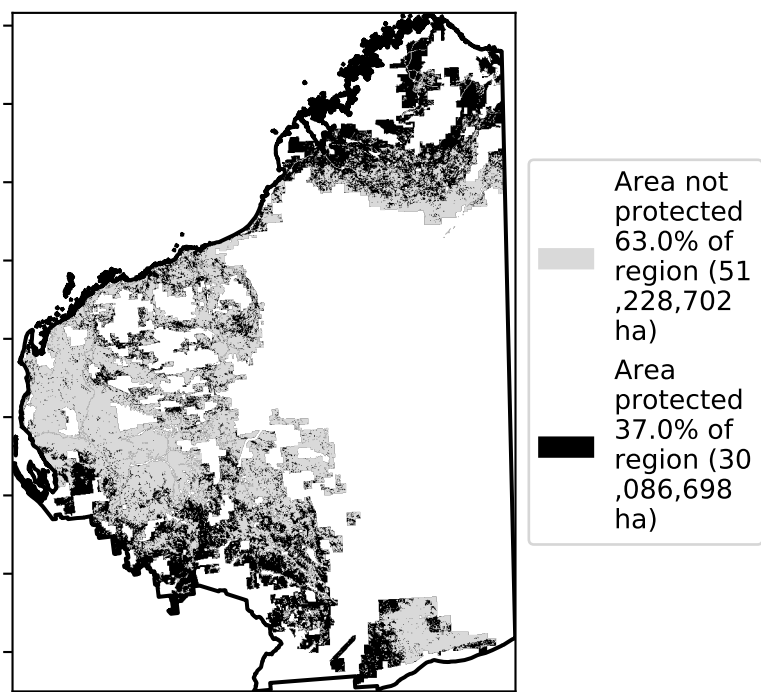 Area not
protected
63.0% of
region (51
,228,702
ha)
Area
protected
37.0% of
region (30
,086,698
ha)